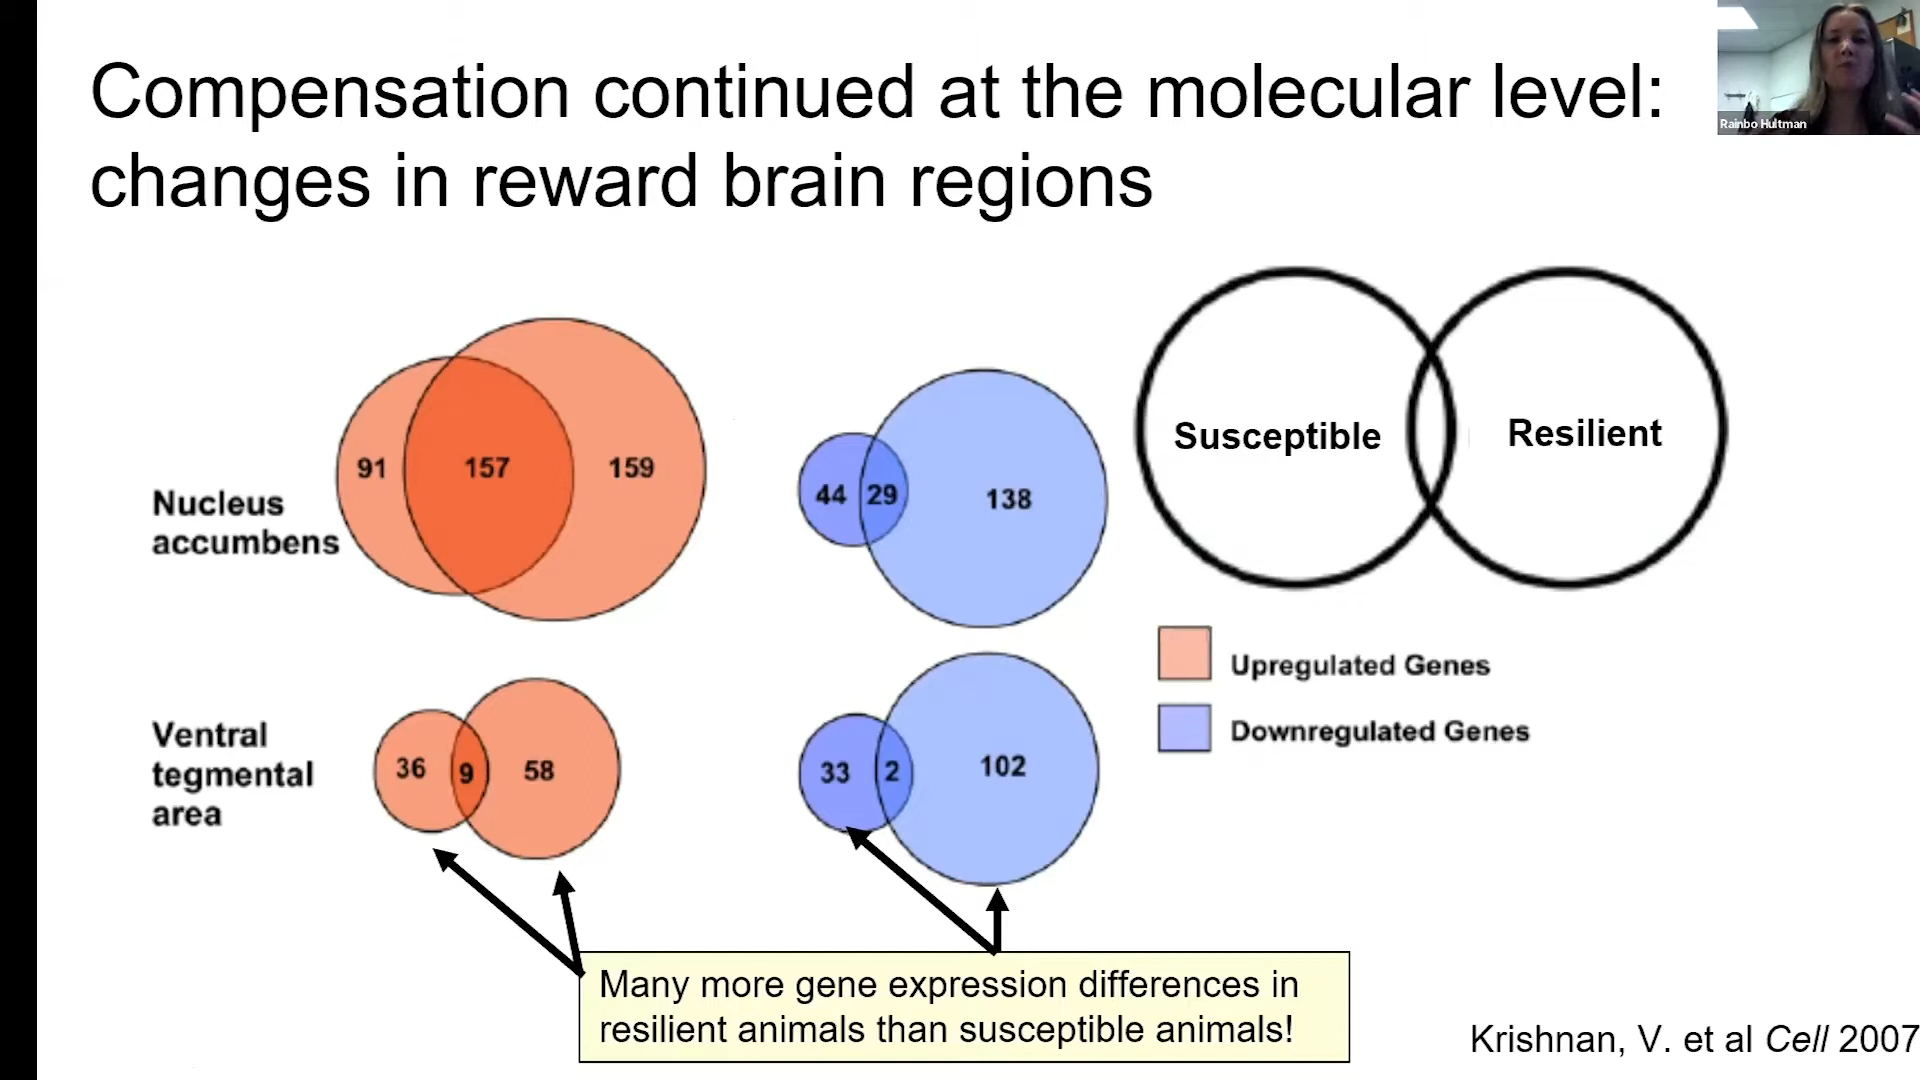 Compensation continued at the molecular level:
changes in reward brain regions
Rainbo Hultman
Nucleus
accumbens
91
157
159
44
29
138
Susceptible
Resilient
Upregulated Genes
Downregulated Genes
Ventral
tegmental
area
36
9
58
33
2
102
Many more gene expression differences in
resilient animals than susceptible animals!
Krishnan, V. et al Cell 2007